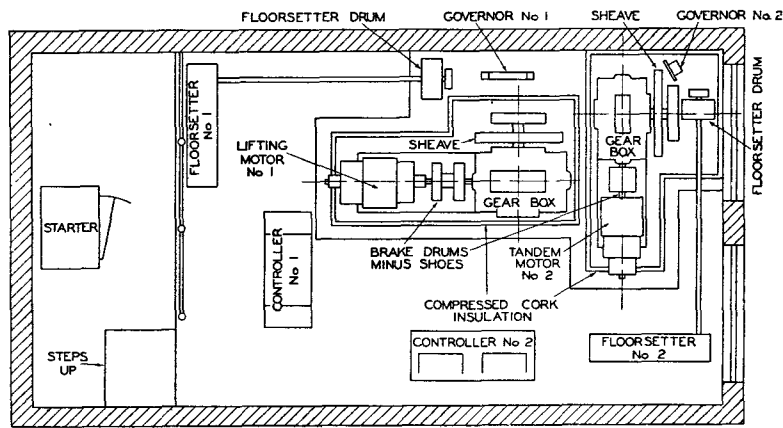 FLOORSETTER DRUM
GOVERNOR No 1
SHEAVE
GOVERNOR No. 2
FLOORSETTER
No 1
SHEAVE
LIFTING
MOTOR
No 1
GEAR BOX
GEAR
BOX
FLOORSETTER DRUM
STARTER
CONTROLLER
No 1
BRAKE DRUMS
MINUS SHOES
TANDEM
MOTOR
No 2
COMPRESSED CORK
INSULATION
STEPS
UP
CONTROLLER No 2
FLOORSETTER
No 2